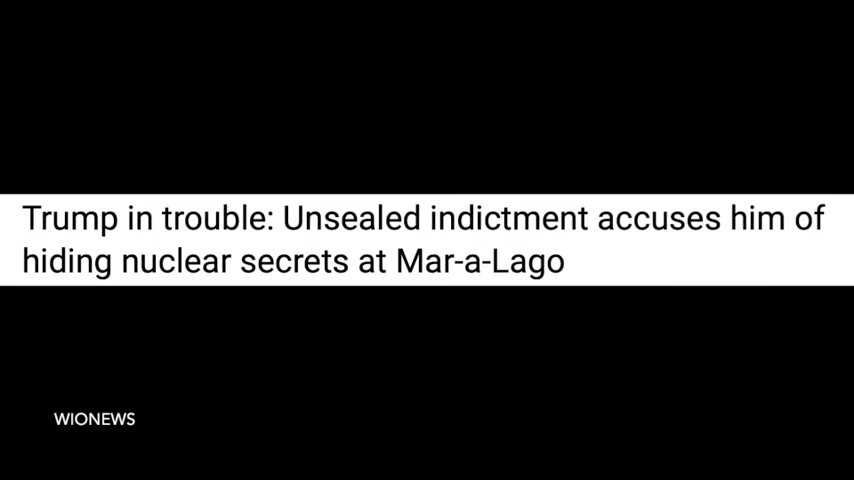 Trump in trouble: Unsealed indictment accuses him of
hiding nuclear secrets at Mar-a-Lago
WIONEWS